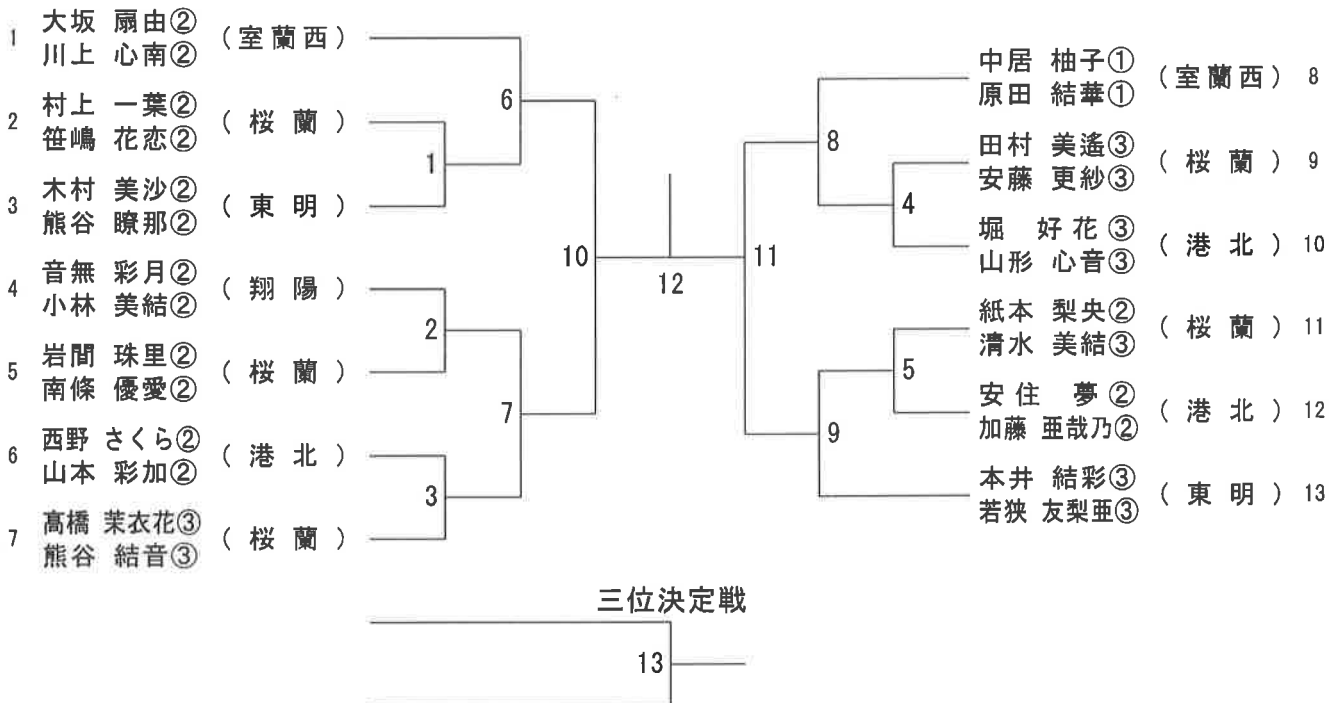 1 大坂 扇由② (室蘭西)
川上 心南②
2 村上 一葉② (桜蘭)
笹嶋 花恋②
3 木村 美沙② (東明)
熊谷 瞭那②
4 音無 彩月② (翔陽)
小林 美結②
5 岩間 珠里② (桜蘭)
南條 優愛②
6 西野 さくら② (港北)
山本 彩加②
7 髙橋 茉衣花③ (桜蘭)
熊谷 結音③
6
1
10
2
7
3
12
11
8
4
5
9
中居 柚子① (室蘭西) 8
原田 結華①
田村 美遙③ (桜蘭) 9
安藤 更紗③
堀 好花③ (港北) 10
山形 心音③
紙本 梨央② (桜蘭) 11
清水 美結③
安住 夢② (港北) 12
加藤 亜哉乃②
本井 結彩③ (東明) 13
若狭 友梨亜③
三位決定戦
13